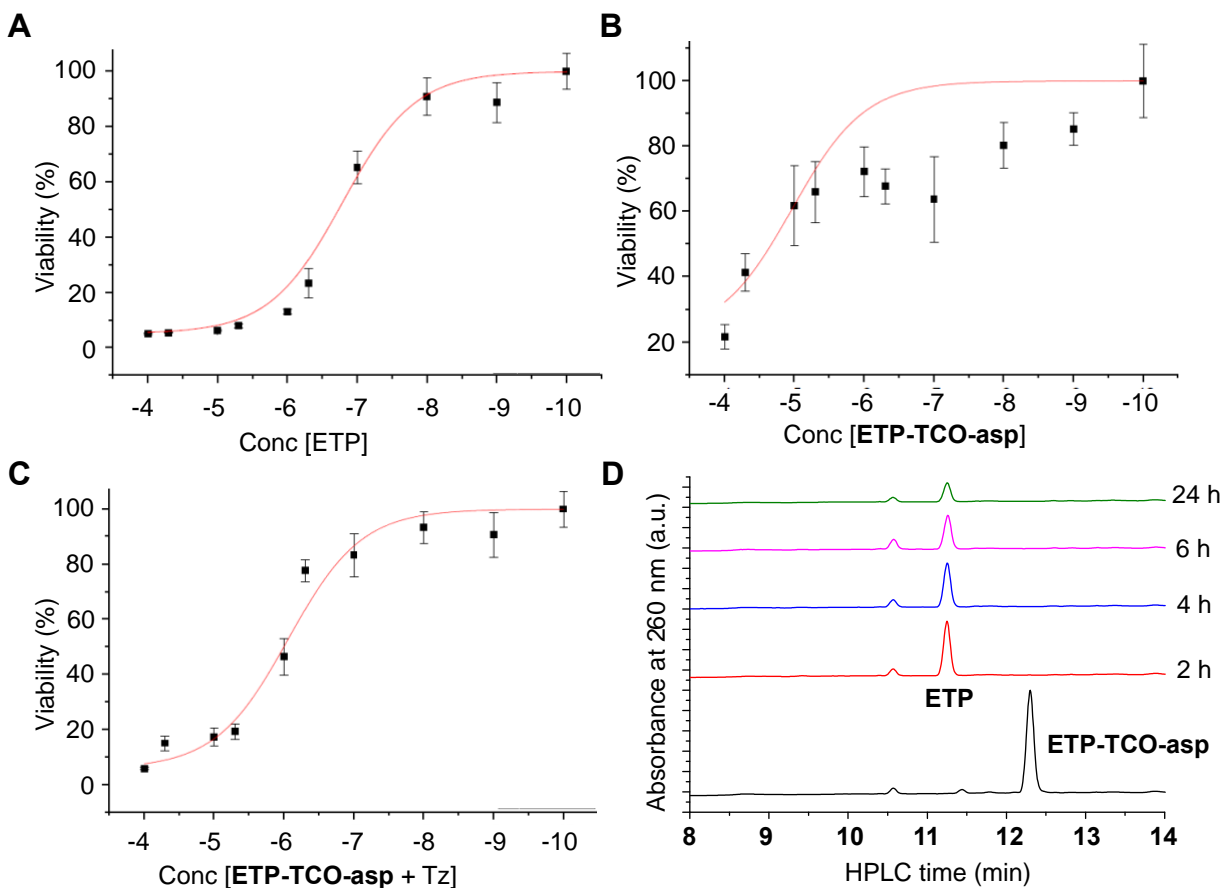 A
Viability (%)
100
80
60
40
20
0
-4 -5 -6 -7 -8 -9 -10
Conc [ETP]
B
Viability (%)
100
80
60
40
20
-4 -5 -6 -7 -8 -9 -10
Conc [ETP-TCO-asp]
C
Viability (%)
100
80
60
40
20
0
-4 -5 -6 -7 -8 -9 -10
Conc [ETP-TCO-asp + Tz]
D
Absorbance at 260 nm (a.u.)
24 h
6 h
4 h
2 h
ETP
ETP-TCO-asp
8 9 10 11 12 13 14
HPLC time (min)